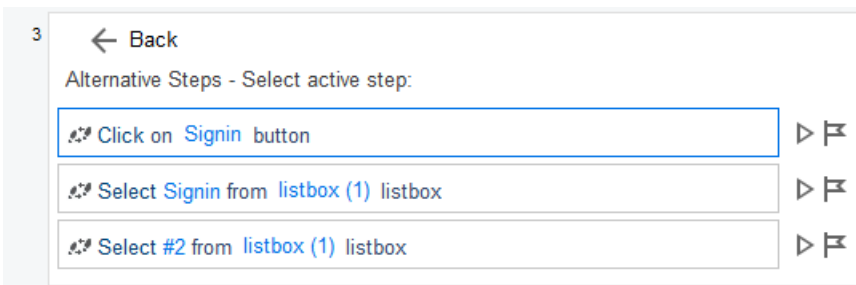 3
Back
Alternative Steps - Select active step:
Click on Signin button
Select Signin from listbox (1) listbox
Select #2 from listbox (1) listbox